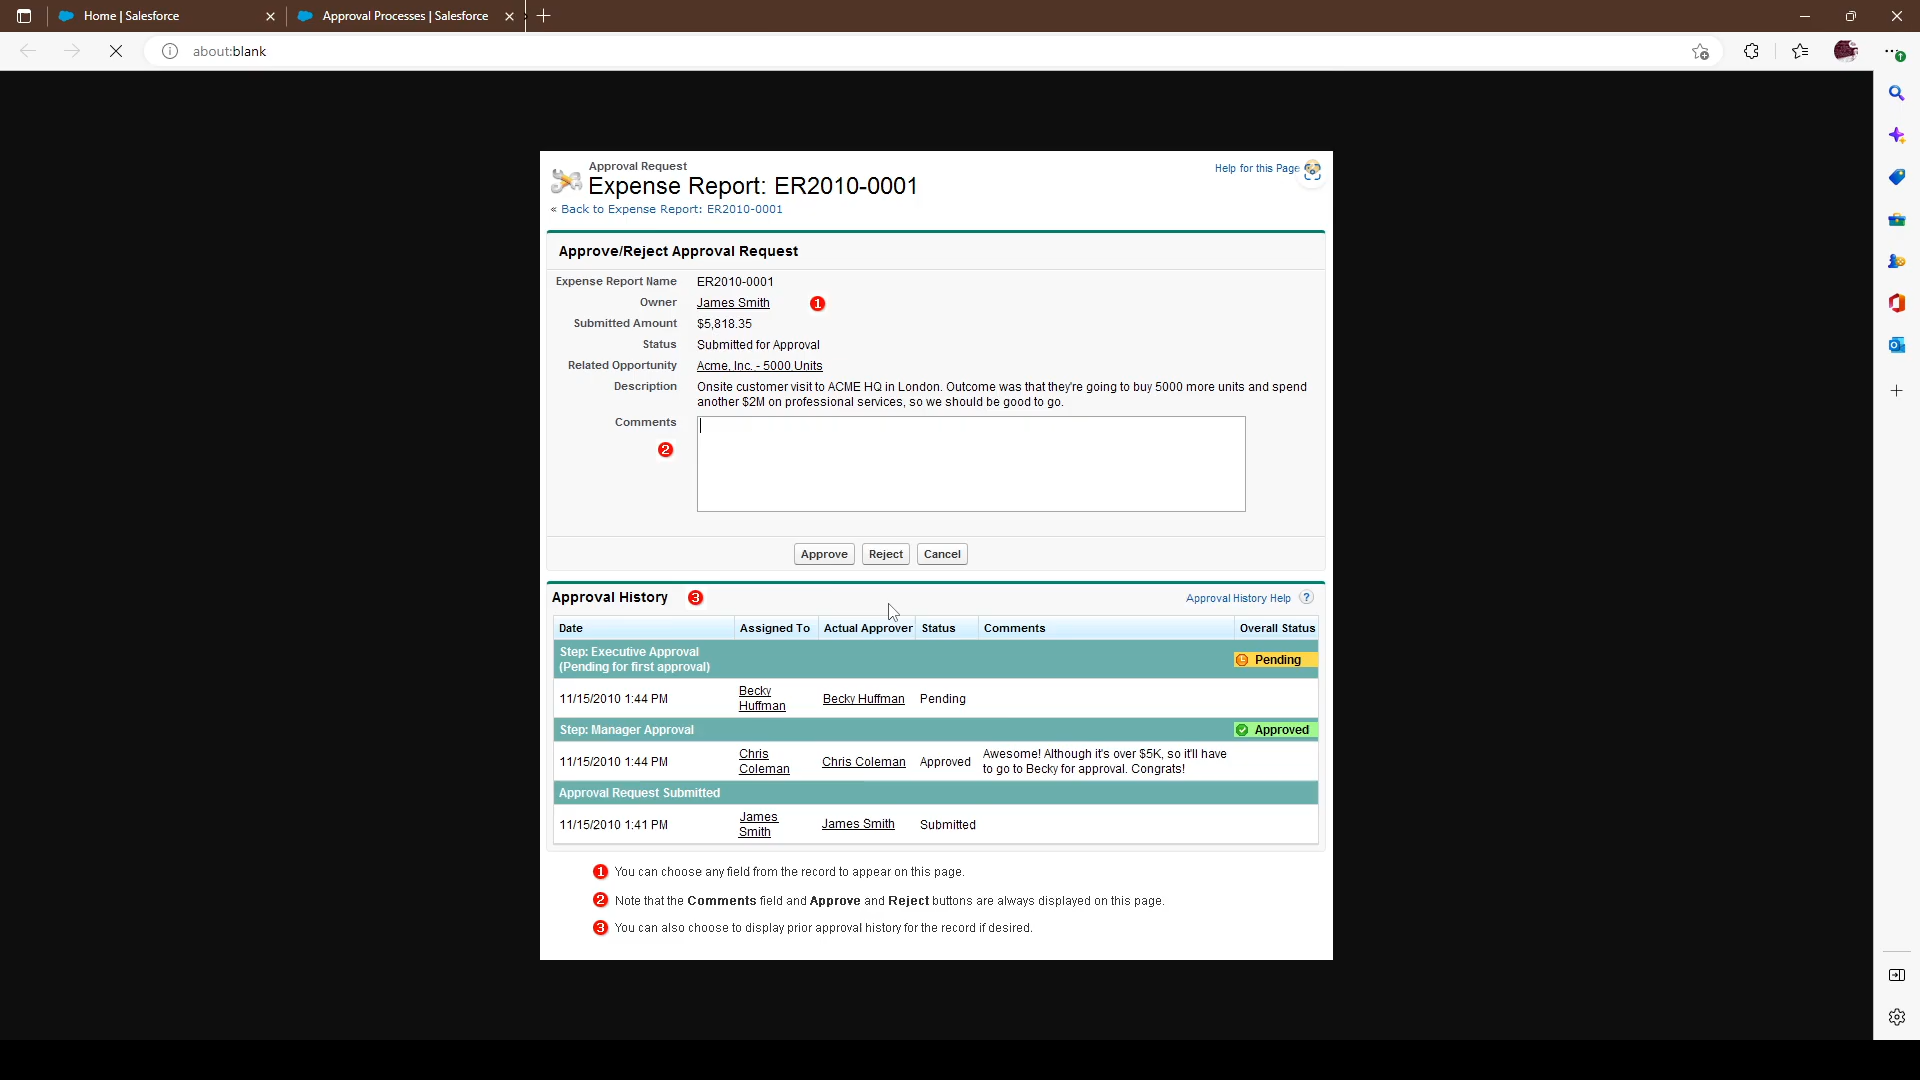 Home | Salesforce
Approval Processes | Salesforce
about:blank
Approval Request
Help for this Page
Expense Report: ER2010-0001
« Back to Expense Report: ER2010-0001
Approve/Reject Approval Request
Expense Report Name ER2010-0001
Owner James Smith 1
Submitted Amount $5,818.35
Status Submitted for Approval
Related Opportunity Acme, Inc. - 5000 Units
Description Onsite customer visit to ACME HQ in London. Outcome was that they're going to buy 5000 more units and spend
another $2M on professional services, so we should be good to go.
Comments
2
Approve Reject Cancel
Approval History 3 Approval History Help ?
Date Assigned To Actual Approver Status Comments Overall Status
Step: Executive Approval
(Pending for first approval)
Pending
11/15/2010 1:44 PM Becky Huffman Becky Huffman Pending
Step: Manager Approval Approved
11/15/2010 1:44 PM Chris Coleman Chris Coleman Approved Awesome! Although it's over $5K, so it'll have
to go to Becky for approval. Congrats!
Approval Request Submitted
11/15/2010 1:41 PM James Smith James Smith Submitted
1 You can choose any field from the record to appear on this page.
2 Note that the Comments field and Approve and Reject buttons are always displayed on this page.
3 You can also choose to display prior approval history for the record if desired.